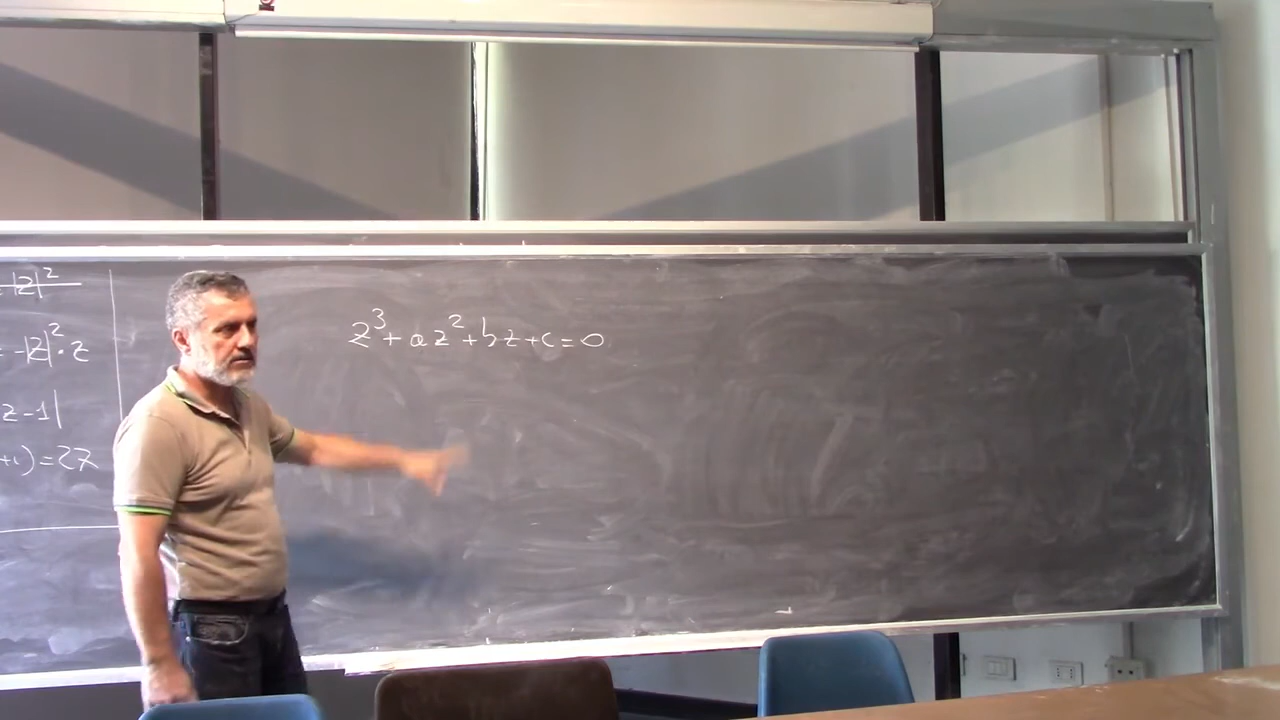 |z|²
= -|z|²·z
z-1|
+i)=27
z³+az²+bz+c=0